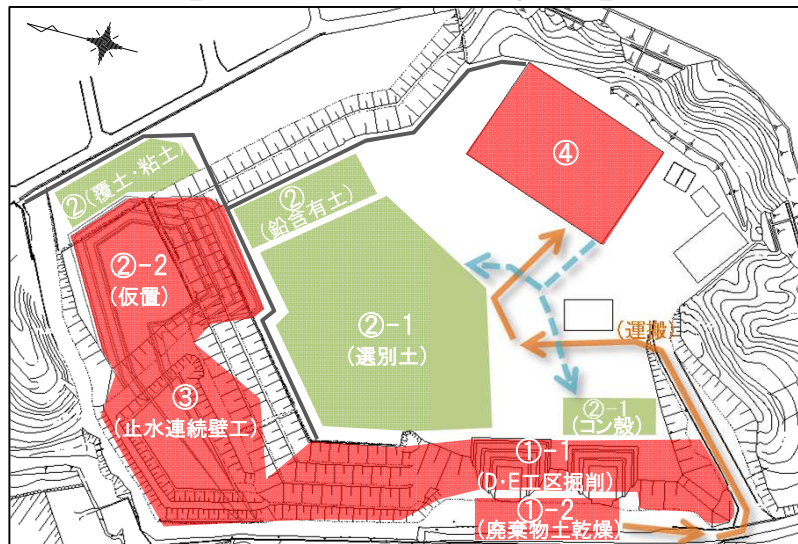 ④
②(覆土・粘土)
②
(鉛含有土)
②-2
(仮置)
②-1
(選別土)
(運搬)
③
(止水連続壁工)
②-1
(コン殻)
①-1
(D・E工区掘削)
①-2
(廃棄物土乾燥)